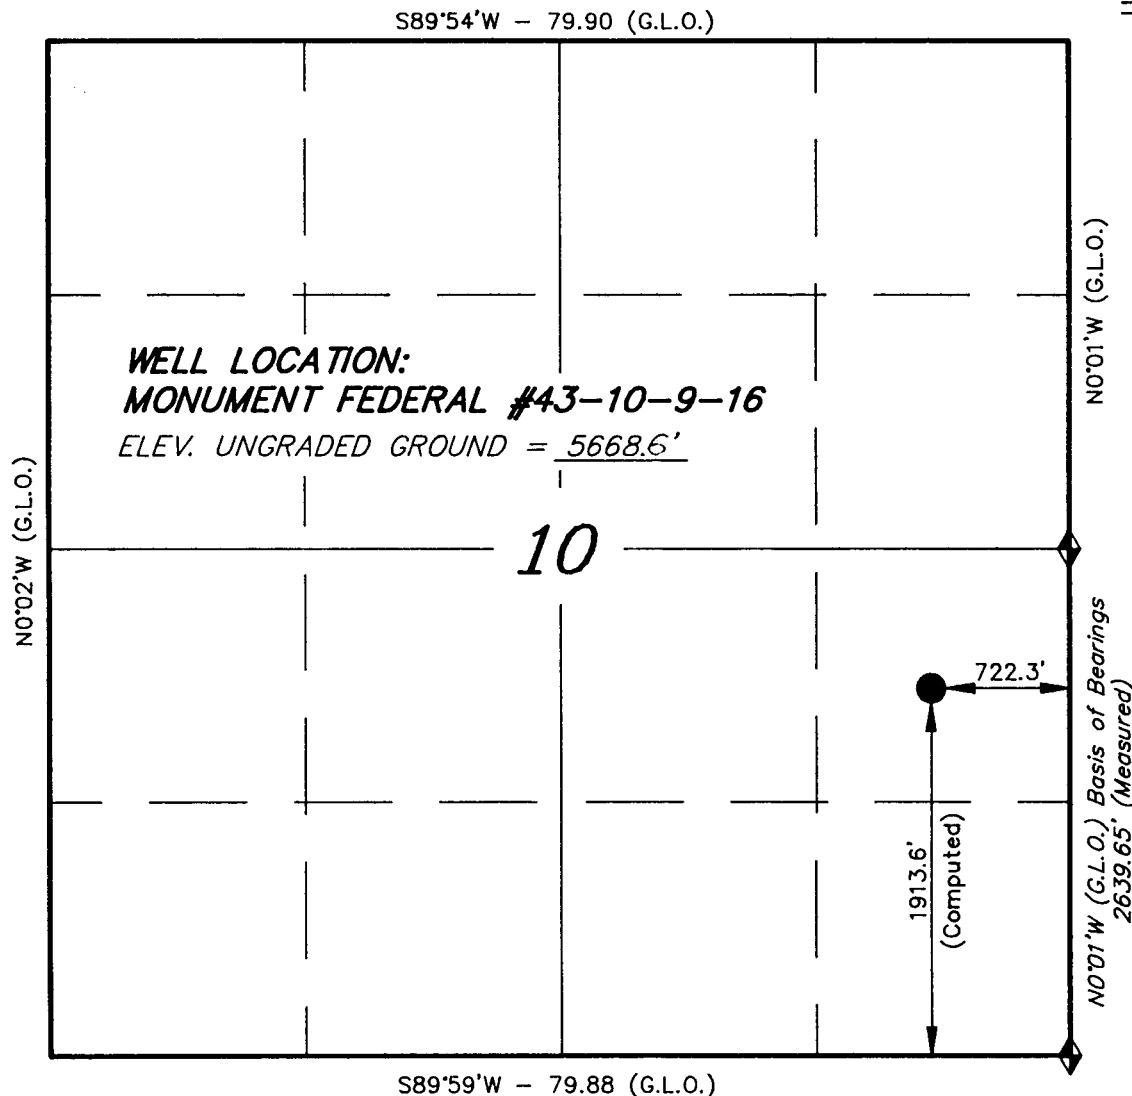 S89°54'W – 79.90 (G.L.O.)
N0°01'W (G.L.O.)
WELL LOCATION:
MONUMENT FEDERAL #43–10–9–16
ELEV. UNGRADED GROUND = 5668.6'
N0°02'W (G.L.O.)
10
722.3'
1913.6'
(Computed)
N0°01'W (G.L.O.) Basis of Bearings
2639.65' (Measured)
S89°59'W – 79.88 (G.L.O.)